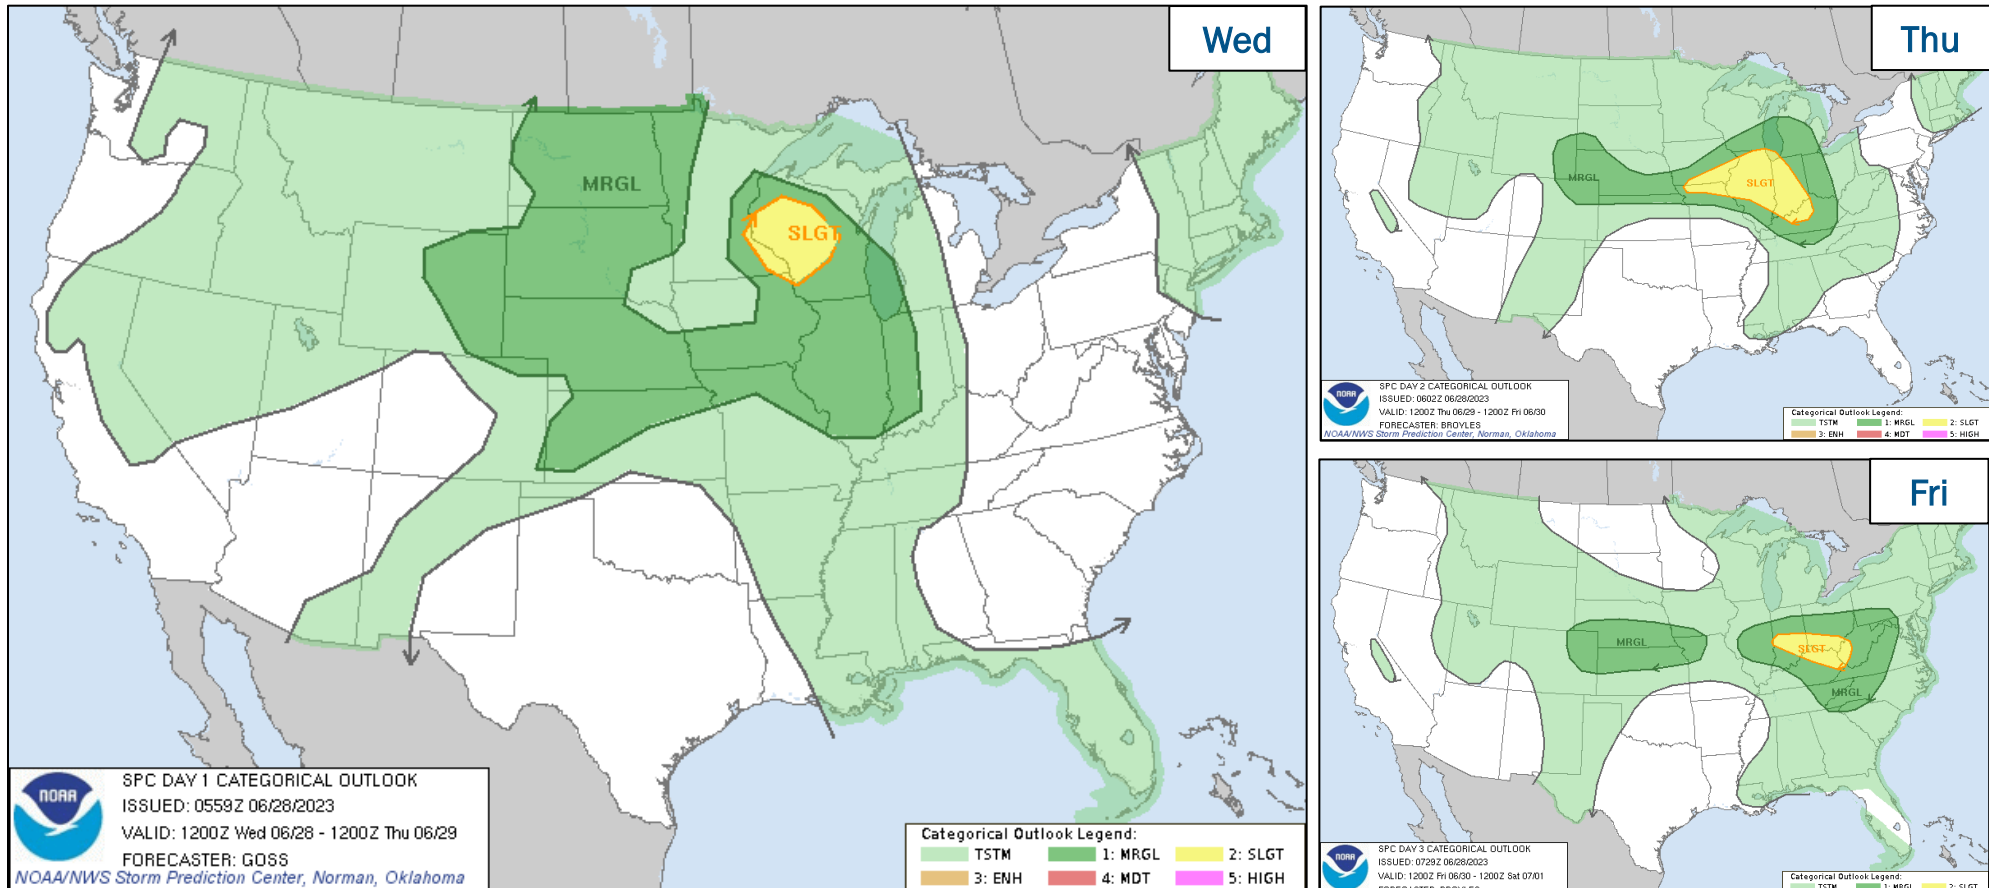 Wed
MRGL
SLGT
NOAA
SPC DAY 1 CATEGORICAL OUTLOOK
ISSUED: 0559Z 06/28/2023
VALID: 1200Z Wed 06/28 - 1200Z Thu 06/29
FORECASTER: GOSS
NOAA/NWS Storm Prediction Center, Norman, Oklahoma
Categorical Outlook Legend:
TSTM 1: MRGL 2: SLGT
3: ENH 4: MDT 5: HIGH
Thu
MRGL
SLGT
NOAA
SPC DAY 2 CATEGORICAL OUTLOOK
ISSUED: 0602Z 06/28/2023
VALID: 1200Z Thu 06/29 - 1200Z Fri 06/30
FORECASTER: BROYLES
NOAA/NWS Storm Prediction Center, Norman, Oklahoma
Categorical Outlook Legend:
TSTM 1: MRGL 2: SLGT
3: ENH 4: MDT 5: HIGH
Fri
MRGL
SLGT
MRGL
NOAA
SPC DAY 3 CATEGORICAL OUTLOOK
ISSUED: 0729Z 06/28/2023
VALID: 1200Z Fri 06/30 - 1200Z Sat 07/01
Categorical Outlook Legend:
TSTM 1: MRGL 2: SLGT